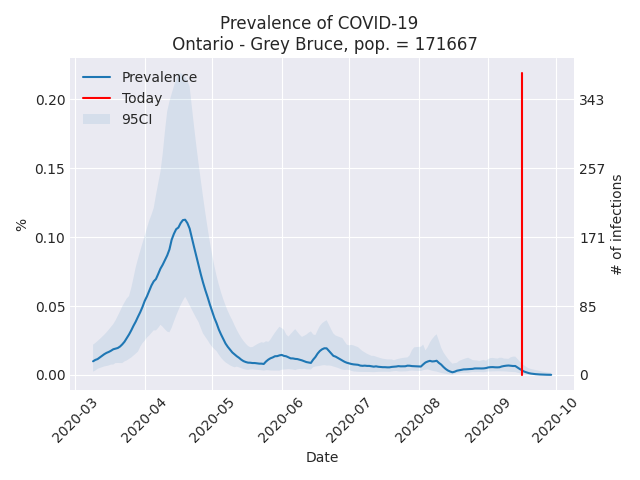 Prevalence of COVID-19
Ontario - Grey Bruce, pop. = 171667
Prevalence
Today
95CI
0.20
0.15
0.10
0.05
0.00
%
343
257
171
85
0
# of infections
2020-03
2020-04
2020-05
2020-06
2020-07
2020-08
2020-09
2020-10
Date